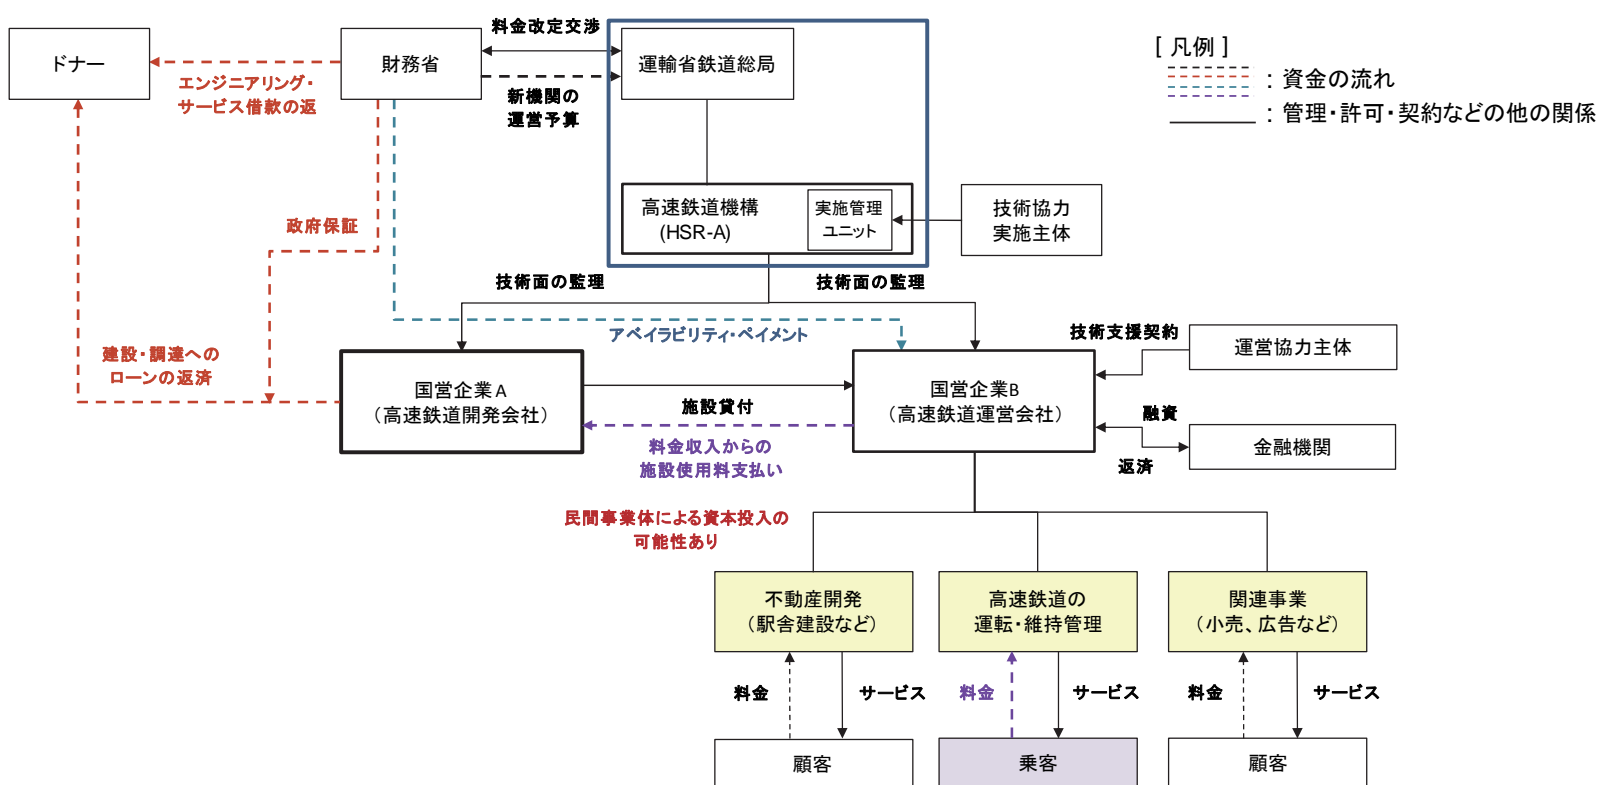 ドナー
財務省
料金改定交渉
運輸省鉄道総局
エンジニアリング・
サービス借款の返
新機関の
運営予算
[ 凡例 ]
：資金の流れ
：管理・許可・契約などの他の関係
高速鉄道機構
(HSR-A)
実施管理
ユニット
技術協力
実施主体
政府保証
技術面の監理
技術面の監理
アベイラビリティ・ペイメント
建設・調達への
ローンの返済
国営企業A
（高速鉄道開発会社）
施設貸付
料金収入からの
施設使用料支払い
国営企業B
（高速鉄道運営会社）
技術支援契約
運営協力主体
融資
返済
金融機関
民間事業体による資本投入の
可能性あり
不動産開発
（駅舎建設など）
高速鉄道の
運転・維持管理
関連事業
（小売、広告など）
料金
サービス
料金
サービス
料金
サービス
顧客
乗客
顧客